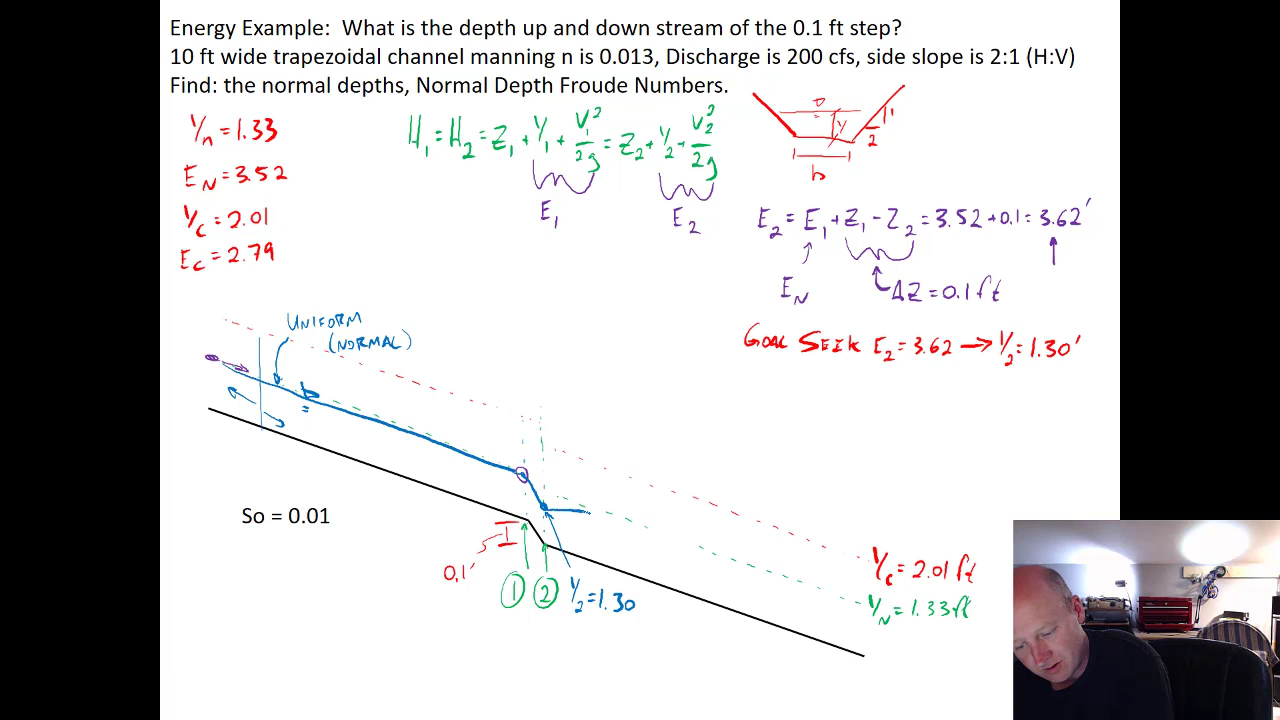 Energy Example: What is the depth up and down stream of the 0.1 ft step?
10 ft wide trapezoidal channel manning n is 0.013, Discharge is 200 cfs, side slope is 2:1 (H:V)
Find: the normal depths, Normal Depth Froude Numbers.
Yn = 1.33
EN = 3.52
Yc = 2.01
Ec = 2.79
H1 = H2 = Z1 + Y1 + V1²/2g = Z2 + Y2 + V2²/2g
E1
E2
Y
1
2
b
E2 = E1 + Z1 - Z2 = 3.52 + 0.1 = 3.62'
EN
ΔZ = 0.1 ft
GOAL SEEK E2 = 3.62 → Y2 = 1.30'
UNIFORM
(NORMAL)
So = 0.01
0.1'
1
2
Y2 = 1.30
Yc = 2.01 ft
YN = 1.33 ft